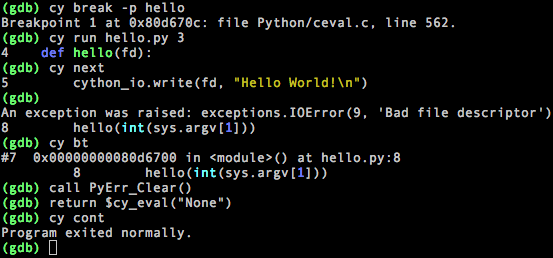 (gdb) cy break -p hello
Breakpoint 1 at 0x80d670c: file Python/ceval.c, line 562.
(gdb) cy run hello.py 3
4    def hello(fd):
(gdb) cy next
5        cython_io.write(fd, "Hello World!\n")
(gdb)
An exception was raised: exceptions.IOError(9, 'Bad file descriptor')
8        hello(int(sys.argv[1]))
(gdb) cy bt
#7  0x00000000080d6700 in <module>() at hello.py:8
         8        hello(int(sys.argv[1]))
(gdb) call PyErr_Clear()
(gdb) return $cy_eval("None")
(gdb) cy cont
Program exited normally.
(gdb)